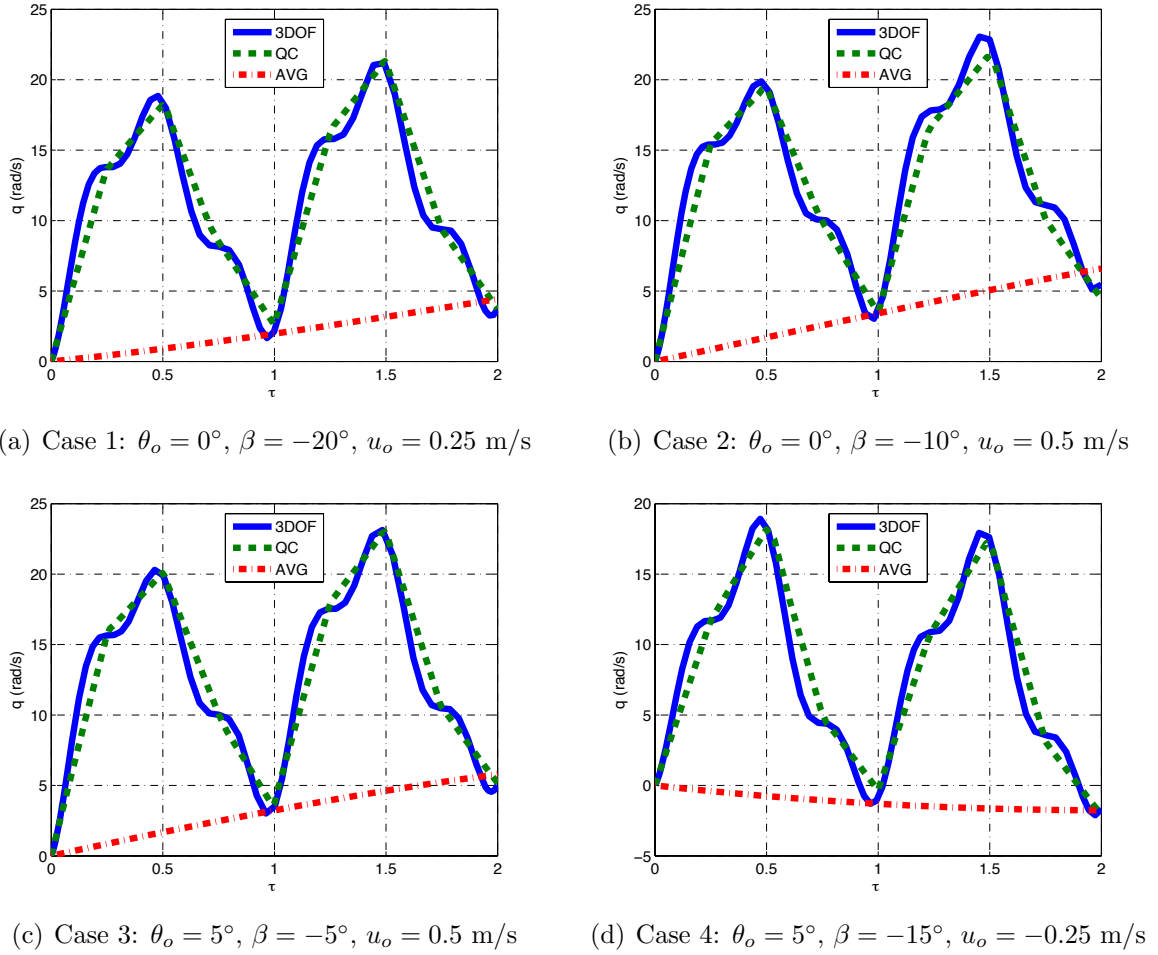 25
20
15
10
5
0
0
0.5
1
1.5
2
q (rad/s)
τ
3DOF
QC
AVG
(a) Case 1: θₒ = 0°, β = −20°, uₒ = 0.25 m/s
25
20
15
10
5
0
0
0.5
1
1.5
2
q (rad/s)
τ
3DOF
QC
AVG
(b) Case 2: θₒ = 0°, β = −10°, uₒ = 0.5 m/s
25
20
15
10
5
0
0
0.5
1
1.5
2
q (rad/s)
τ
3DOF
QC
AVG
(c) Case 3: θₒ = 5°, β = −5°, uₒ = 0.5 m/s
20
15
10
5
0
−5
0
0.5
1
1.5
2
q (rad/s)
τ
3DOF
QC
AVG
(d) Case 4: θₒ = 5°, β = −15°, uₒ = −0.25 m/s